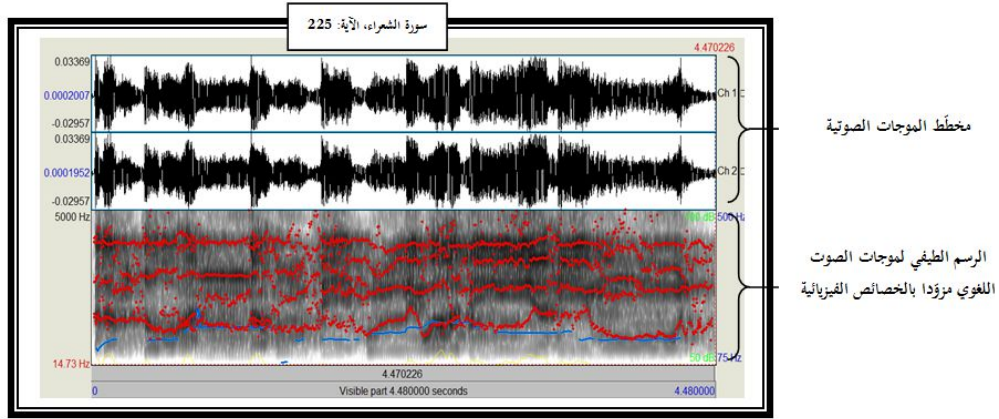 سورة الشعراء، الآية: 225
4.470226
0.03369
0.0002007
-0.02957
Ch 1
0.03369
0.0001952
-0.02957
Ch 2
مخطّط الموجات الصوتية
5000 Hz
500 Hz
الرسم الطيفي لموجات الصوت
اللغوي مزوّدا بالخصائص الفيزيائية
14.73 Hz
50 dB
75 Hz
4.470226
0
Visible part 4.480000 seconds
4.480000